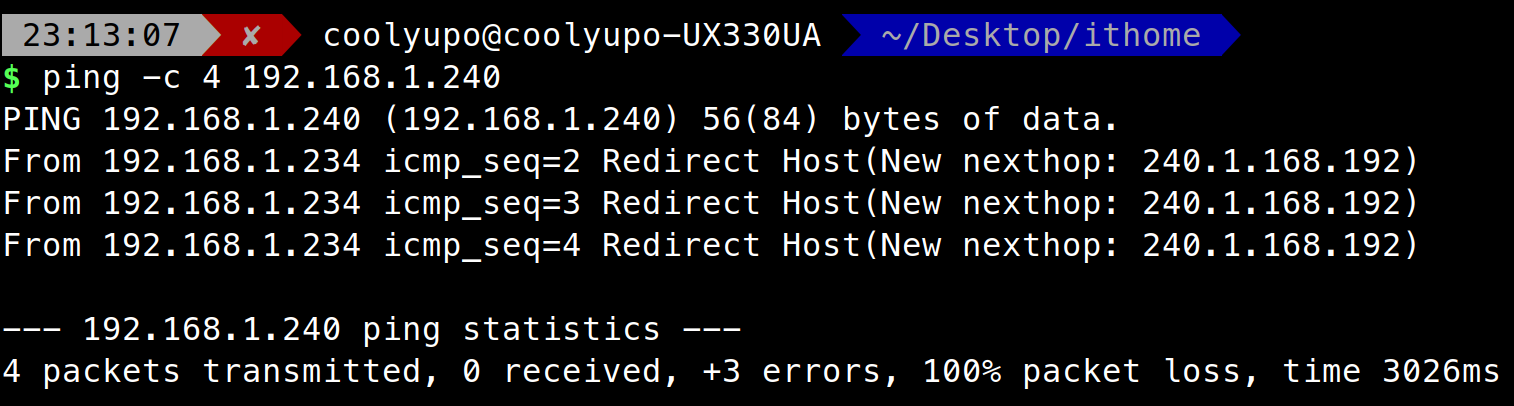 23:13:07 ✘ coolyupo@coolyupo-UX330UA ~/Desktop/ithome
$ ping -c 4 192.168.1.240
PING 192.168.1.240 (192.168.1.240) 56(84) bytes of data.
From 192.168.1.234 icmp_seq=2 Redirect Host(New nexthop: 240.1.168.192)
From 192.168.1.234 icmp_seq=3 Redirect Host(New nexthop: 240.1.168.192)
From 192.168.1.234 icmp_seq=4 Redirect Host(New nexthop: 240.1.168.192)
--- 192.168.1.240 ping statistics ---
4 packets transmitted, 0 received, +3 errors, 100% packet loss, time 3026ms